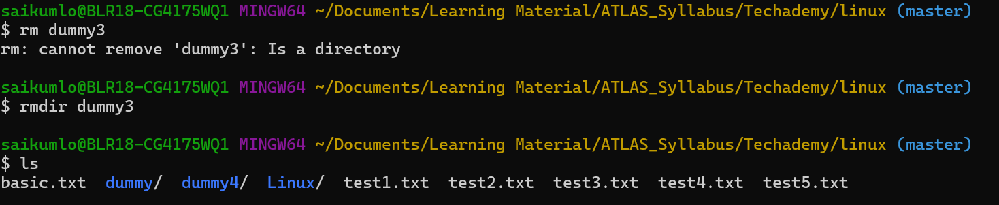 saikumlo@BLR18-CG4175WQ1 MINGW64 ~/Documents/Learning Material/ATLAS_Syllabus/Techademy/linux (master)
$ rm dummy3
rm: cannot remove 'dummy3': Is a directory
saikumlo@BLR18-CG4175WQ1 MINGW64 ~/Documents/Learning Material/ATLAS_Syllabus/Techademy/linux (master)
$ rmdir dummy3
saikumlo@BLR18-CG4175WQ1 MINGW64 ~/Documents/Learning Material/ATLAS_Syllabus/Techademy/linux (master)
$ ls
basic.txt  dummy/  dummy4/  Linux/  test1.txt  test2.txt  test3.txt  test4.txt  test5.txt